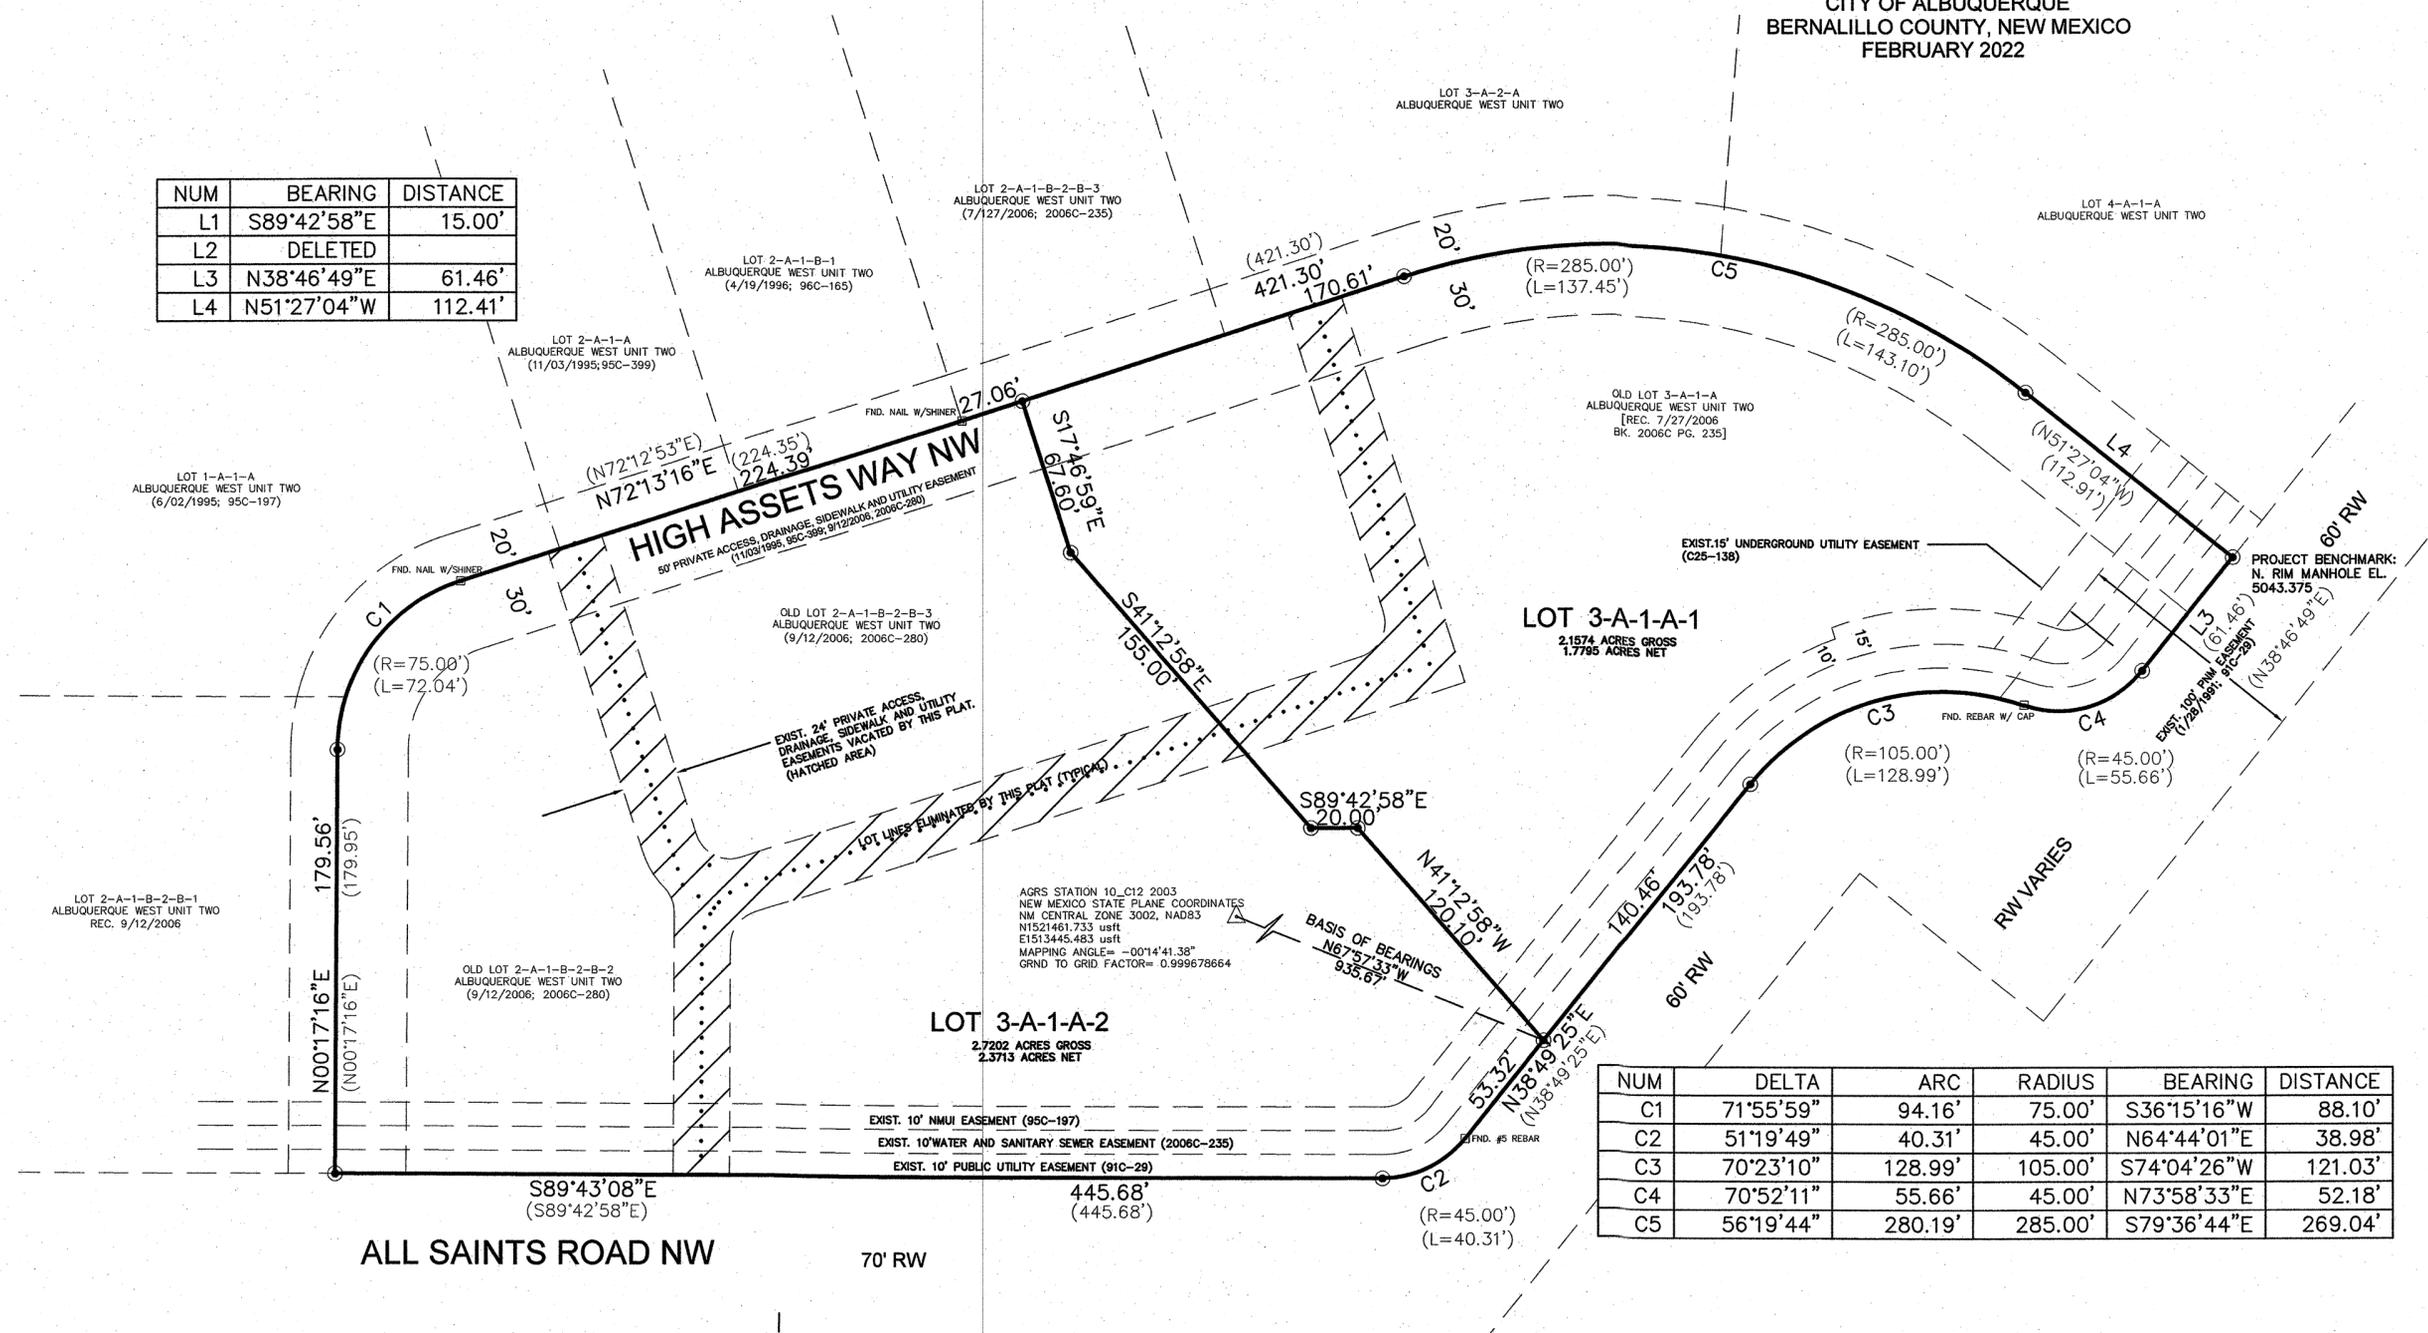 CITY OF ALBUQUERQUE
BERNALILLO COUNTY, NEW MEXICO
FEBRUARY 2022
LOT 3-A-2-A
ALBUQUERQUE WEST UNIT TWO
NUM BEARING DISTANCE
L1 S89°42'58"E 15.00'
L2 DELETED
L3 N38°46'49"E 61.46'
L4 N51°27'04"W 112.41'
LOT 2-A-1-B-2-B-3
ALBUQUERQUE WEST UNIT TWO
(7/127/2006; 2006C-235)
LOT 4-A-1-A
ALBUQUERQUE WEST UNIT TWO
LOT 2-A-1-B-1
ALBUQUERQUE WEST UNIT TWO
(4/19/1996; 96C-165)
(421.30')
421.30'
170.61'
20'
30'
(R=285.00')
(L=137.45')
C5
(R=285.00')
(L=143.10')
LOT 2-A-1-A
ALBUQUERQUE WEST UNIT TWO
(11/03/1995;95C-399)
FND. NAIL W/SHINER
27.06'
OLD LOT 3-A-1-A
ALBUQUERQUE WEST UNIT TWO
[REC. 7/27/2006
BK. 2006C PG. 235]
L4
(N51°27'04"W)
(112.91')
LOT 1-A-1-A
ALBUQUERQUE WEST UNIT TWO
(6/02/1995; 95C-197)
(N72°12'53"E)
N72°13'16"E
(224.35')
224.39'
HIGH ASSETS WAY NW
50' PRIVATE ACCESS, DRAINAGE, SIDEWALK AND UTILITY EASEMENT
(11/03/1995, 95C-399; 9/12/2006, 2006C-280)
S17°46'59"E
67.60'
60' RW
EXIST.15' UNDERGROUND UTILITY EASEMENT
(C25-138)
PROJECT BENCHMARK:
N. RIM MANHOLE EL.
5043.375
FND. NAIL W/SHINER
20'
30'
C1
(R=75.00')
(L=72.04')
OLD LOT 2-A-1-B-2-B-3
ALBUQUERQUE WEST UNIT TWO
(9/12/2006; 2006C-280)
S41°12'58"E
155.00'
LOT 3-A-1-A-1
2.1574 ACRES GROSS
1.7795 ACRES NET
15'
10'
L3
(61.46')
(N38°46'49"E)
EXIST. 100' PNM EASEMENT
(1/28/1991; 91C-29)
EXIST. 24' PRIVATE ACCESS,
DRAINAGE, SIDEWALK AND UTILITY
EASEMENTS VACATED BY THIS PLAT.
(HATCHED AREA)
C3
FND. REBAR W/ CAP
C4
(R=105.00')
(L=128.99')
(R=45.00')
(L=55.66')
LOT LINES ELIMINATED BY THIS PLAT (TYPICAL)
S89°42'58"E
20.00'
179.56'
(179.95')
N00°17'16"E
(N00°17'16"E)
LOT 2-A-1-B-2-B-1
ALBUQUERQUE WEST UNIT TWO
REC. 9/12/2006
AGRS STATION 10_C12 2003
NEW MEXICO STATE PLANE COORDINATES
NM CENTRAL ZONE 3002, NAD83
N1521461.733 usft
E1513445.483 usft
MAPPING ANGLE= -00°14'41.38"
GRND TO GRID FACTOR= 0.999678664
N41°12'58"W
120.10'
BASIS OF BEARINGS
N67°57'33"W
935.67'
140.46'
193.78'
(193.78')
RW VARIES
60' RW
OLD LOT 2-A-1-B-2-B-2
ALBUQUERQUE WEST UNIT TWO
(9/12/2006; 2006C-280)
LOT 3-A-1-A-2
2.7202 ACRES GROSS
2.3713 ACRES NET
53.32'
N38°49'25"E
(N38°49'25"E)
FND. #5 REBAR
EXIST. 10' NMUI EASEMENT (95C-197)
EXIST. 10'WATER AND SANITARY SEWER EASEMENT (2006C-235)
EXIST. 10' PUBLIC UTILITY EASEMENT (91C-29)
S89°43'08"E
(S89°42'58"E)
445.68'
(445.68')
C2
(R=45.00')
(L=40.31')
NUM DELTA ARC RADIUS BEARING DISTANCE
C1 71°55'59" 94.16' 75.00' S36°15'16"W 88.10'
C2 51°19'49" 40.31' 45.00' N64°44'01"E 38.98'
C3 70°23'10" 128.99' 105.00' S74°04'26"W 121.03'
C4 70°52'11" 55.66' 45.00' N73°58'33"E 52.18'
C5 56°19'44" 280.19' 285.00' S79°36'44"E 269.04'
ALL SAINTS ROAD NW
70' RW